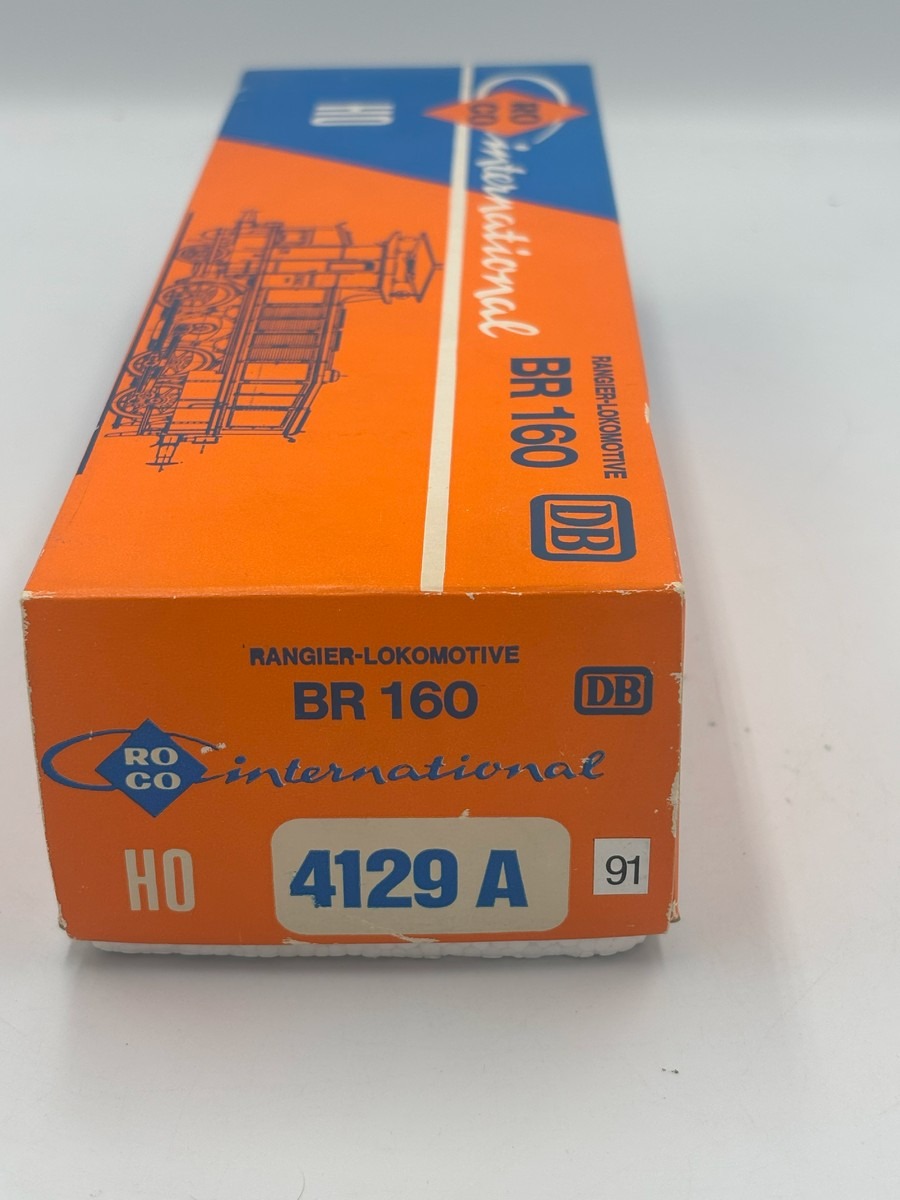 HO
RO
CO
international
RANGIER-LOKOMOTIVE
BR 160
DB
RANGIER-LOKOMOTIVE
BR 160
DB
RO
CO
international
HO
4129 A
91